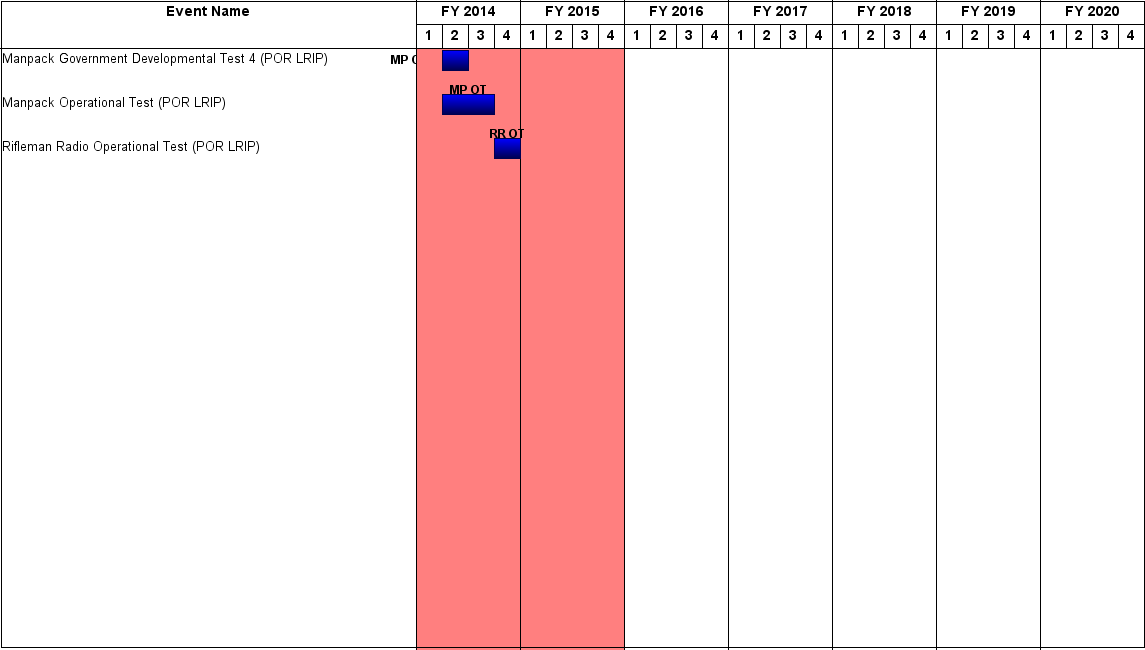 Event Name FY 2014 FY 2015 FY 2016 FY 2017 FY 2018 FY 2019 FY 2020
1 2 3 4 1 2 3 4 1 2 3 4 1 2 3 4 1 2 3 4 1 2 3 4 1 2 3 4
Manpack Government Developmental Test 4 (POR LRIP) MP
MP OT
Manpack Operational Test (POR LRIP)
RR OT
Rifleman Radio Operational Test (POR LRIP)